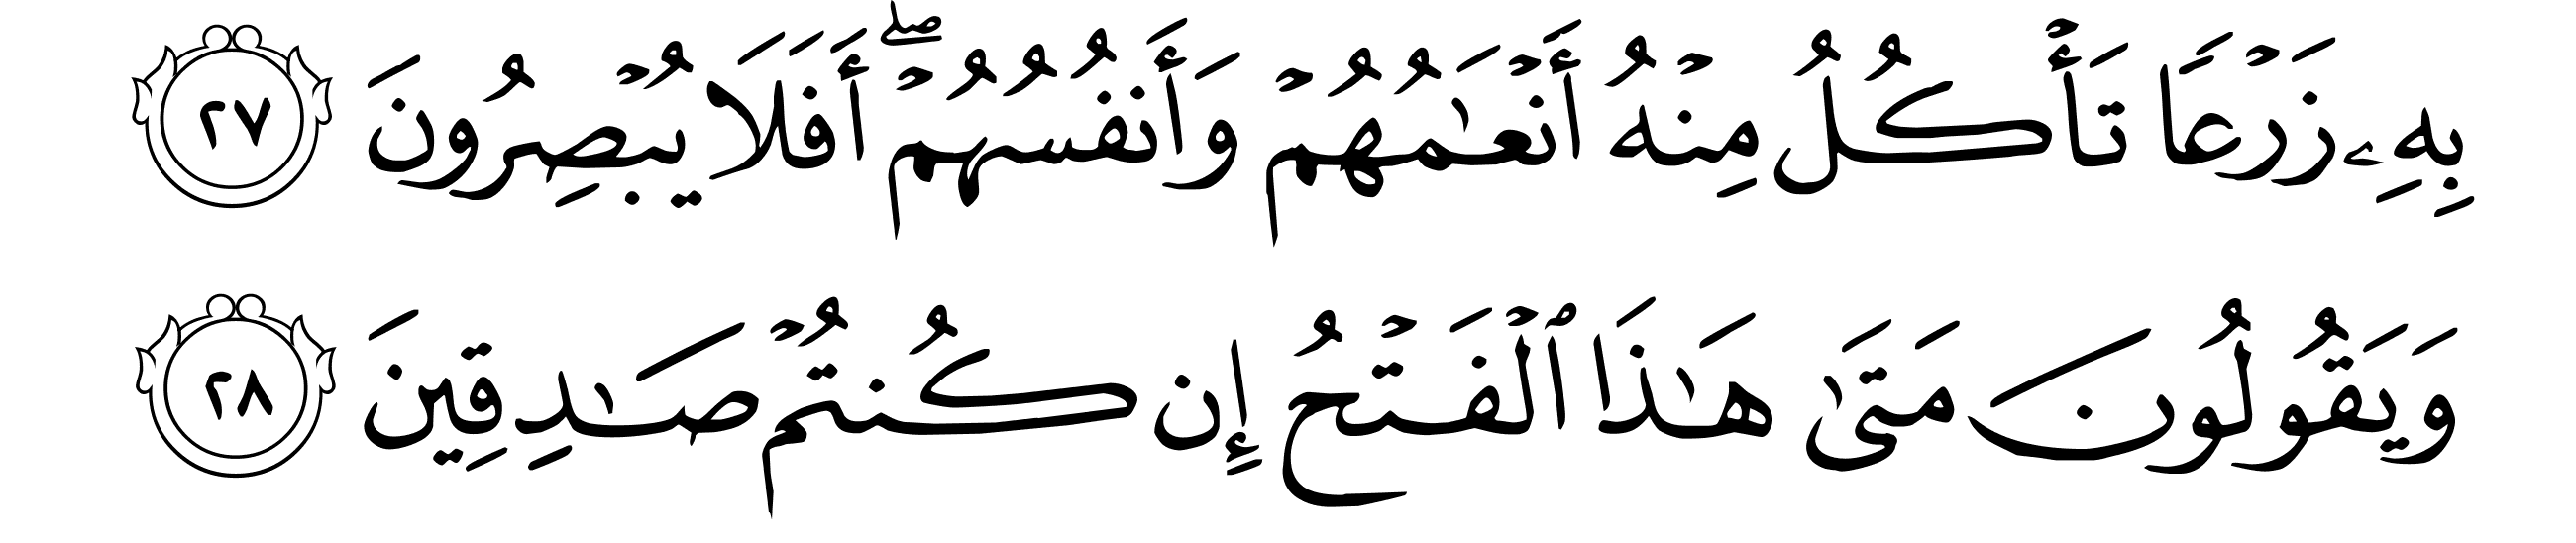 بِهِۦ زَرْعًا تَأْكُلُ مِنْهُ أَنْعَٰمُهُمْ وَأَنفُسُهُمْ ۖ أَفَلَا يُبْصِرُونَ ٢٧
وَيَقُولُونَ مَتَىٰ هَٰذَا ٱلْفَتْحُ إِن كُنتُمْ صَٰدِقِينَ ٢٨